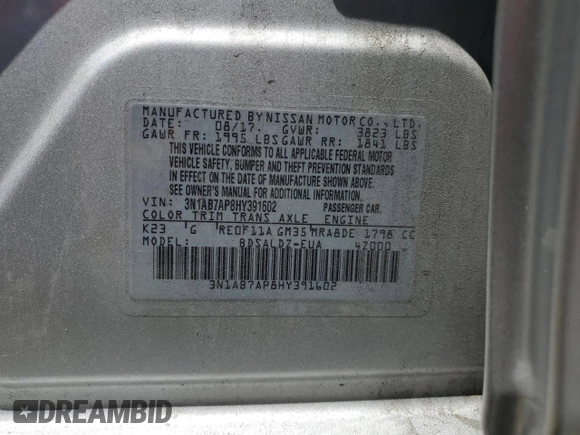 MANUFACTURED BY NISSAN MOTOR CO., LTD.
DATE: 08/17. GVWR: 3823 LBS
GAWR FR: 1995 LBS GAWR RR: 1841 LBS
THIS VEHICLE CONFORMS TO ALL APPLICABLE FEDERAL MOTOR
VEHICLE SAFETY, BUMPER AND THEFT PREVENTION STANDARDS
IN EFFECT ON THE DATE OF MANUFACTURE SHOWN ABOVE.
SEE OWNER'S MANUAL FOR ADDITIONAL INFORMATION.
VIN: 3N1AB7AP8HY391602 PASSENGER CAR.
COLOR TRIM TRANS AXLE ENGINE
K23 G RE0F11A GM35 MRA8DE 1798 CC
MODEL: BDSALDZ-EUA 42000
3N1AB7AP8HY391602
DREAMBID